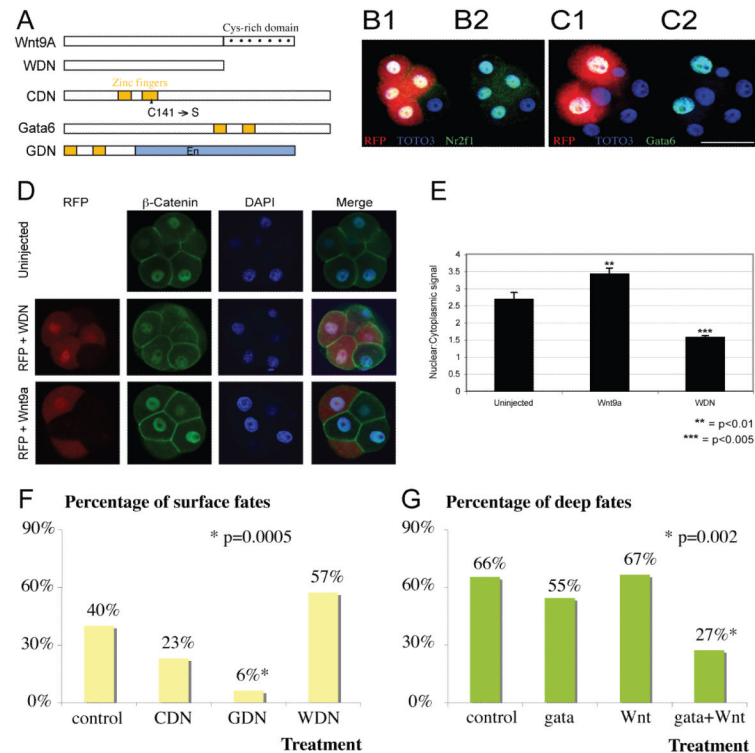 A
Cys-rich domain
Wnt9A
WDN
Zinc fingers
CDN
C141 → S
Gata6
GDN
En
B1
B2
C1
C2
RFP TOTO3 Nr2f1
RFP TOTO3 Gata6
D
RFP
β-Catenin
DAPI
Merge
Uninjected
RFP + WDN
RFP + Wnt9a
E
Nuclear Cytoplasmic signal
4
3.5
3
2.5
2
1.5
1
0.5
0
**
***
Uninjected
Wnt9a
WDN
** = p<0.01
*** = p<0.005
F
Percentage of surface fates
90%
60%
30%
0%
* p=0.0005
40%
23%
6%*
57%
control
CDN
GDN
WDN
Treatment
G
Percentage of deep fates
90%
60%
30%
0%
* p=0.002
66%
55%
67%
27%*
control
gata
Wnt
gata+Wnt
Treatment